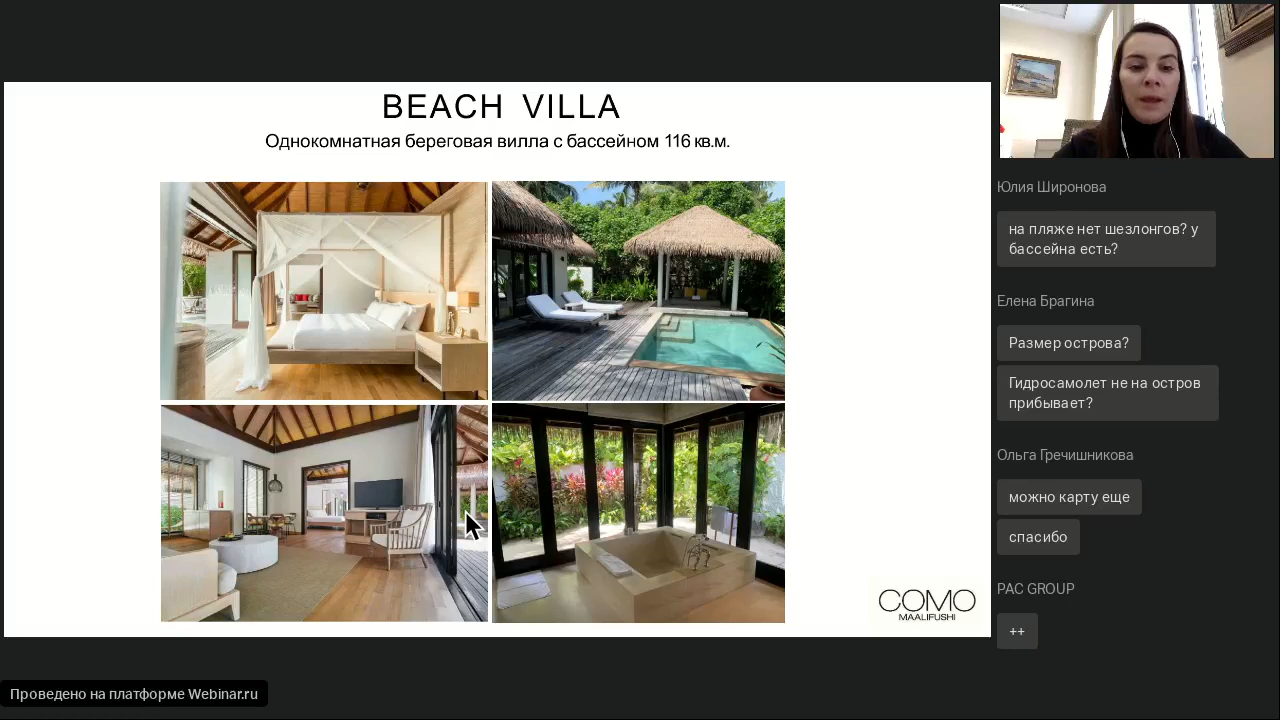 BEACH VILLA
Однокомнатная береговая вилла с бассейном 116 кв.м.
COMO
MAALIFUSHI
Юлия Широнова
на пляже нет шезлонгов? у
бассейна есть?
Елена Брагина
Размер острова?
Гидросамолет не на остров
прибывает?
Ольга Гречишникова
можно карту еще
спасибо
PAC GROUP
++
Проведено на платформе Webinar.ru